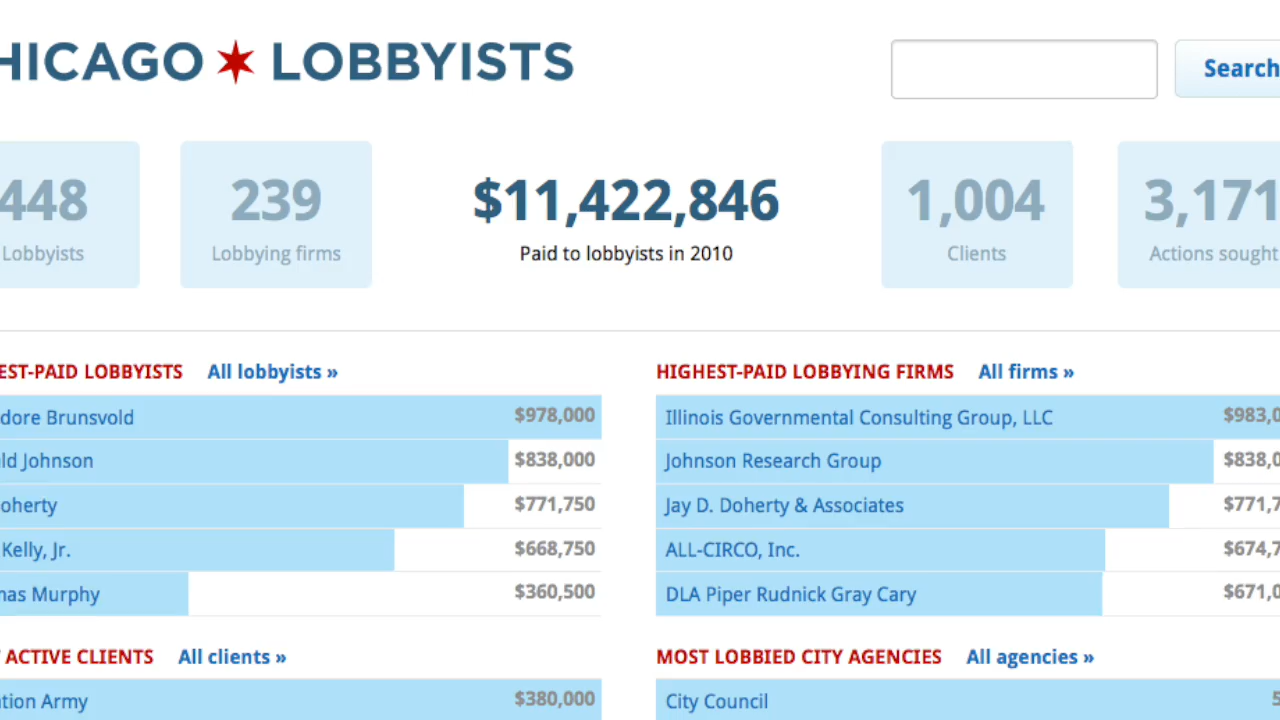 HICAGO LOBBYISTS
Search
448
Lobbyists
239
Lobbying firms
$11,422,846
Paid to lobbyists in 2010
1,004
Clients
3,171
Actions sought
EST-PAID LOBBYISTS All lobbyists »
dore Brunsvold $978,000
ld Johnson $838,000
oherty $771,750
Kelly, Jr. $668,750
mas Murphy $360,500
HIGHEST-PAID LOBBYING FIRMS All firms »
Illinois Governmental Consulting Group, LLC $983,0
Johnson Research Group $838,0
Jay D. Doherty & Associates $771,7
ALL-CIRCO, Inc. $674,7
DLA Piper Rudnick Gray Cary $671,0
ACTIVE CLIENTS All clients »
tion Army $380,000
MOST LOBBIED CITY AGENCIES All agencies »
City Council 5